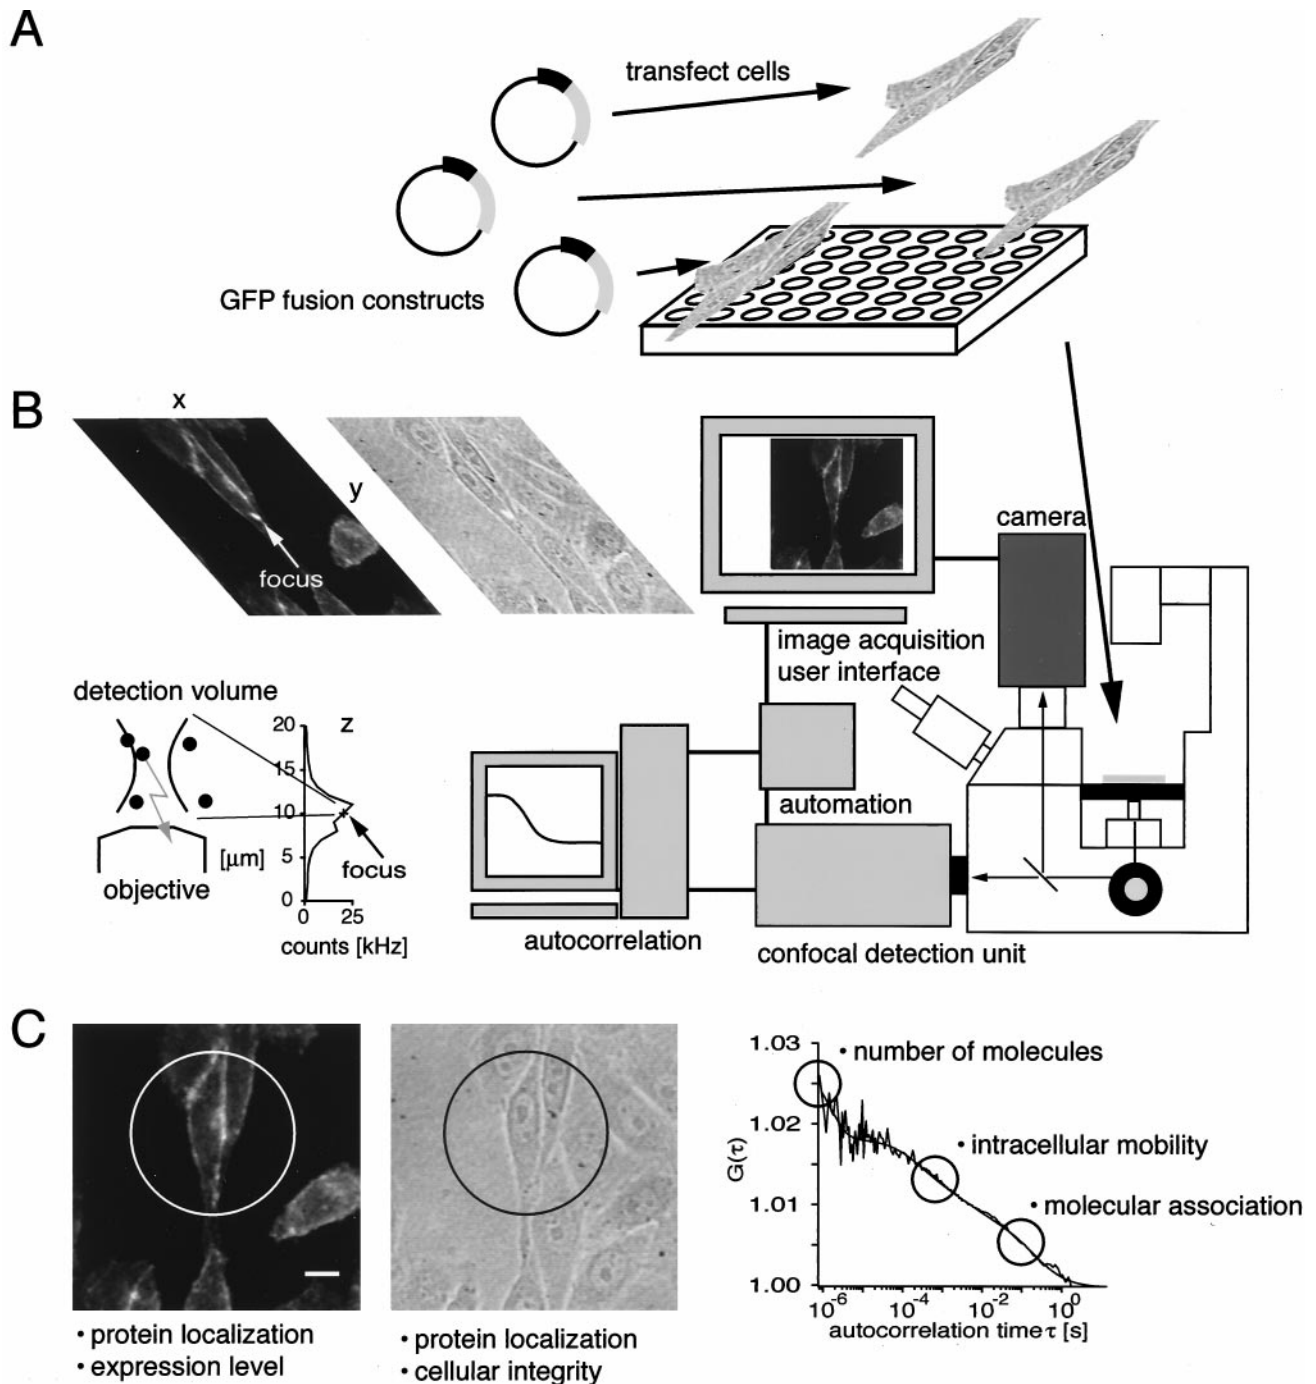 A
transfect cells
GFP fusion constructs
B
x
y
focus
camera
image acquisition
user interface
detection volume
z
20
15
10
5
0
[µm]
focus
objective
0
25
counts [kHz]
automation
autocorrelation
confocal detection unit
C
• protein localization
• expression level
• protein localization
• cellular integrity
1.03
1.02
1.01
1.00
G(τ)
• number of molecules
• intracellular mobility
• molecular association
10⁻⁶
10⁻⁴
10⁻²
10⁰
autocorrelation time τ [s]